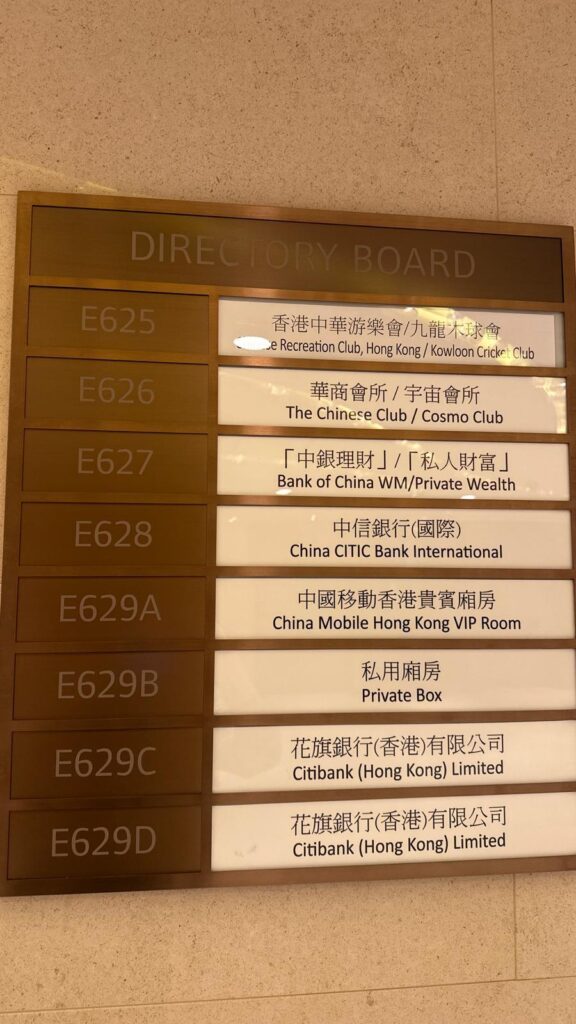 DIRECTORY BOARD
E625
香港中華游樂會/九龍木球會
Recreation Club, Hong Kong / Kowloon Cricket Club
E626
華商會所 / 宇宙會所
The Chinese Club / Cosmo Club
E627
「中銀理財」/「私人財富」
Bank of China WM/Private Wealth
E628
中信銀行(國際)
China CITIC Bank International
E629A
中國移動香港貴賓廂房
China Mobile Hong Kong VIP Room
E629B
私用廂房
Private Box
E629C
花旗銀行(香港)有限公司
Citibank (Hong Kong) Limited
E629D
花旗銀行(香港)有限公司
Citibank (Hong Kong) Limited